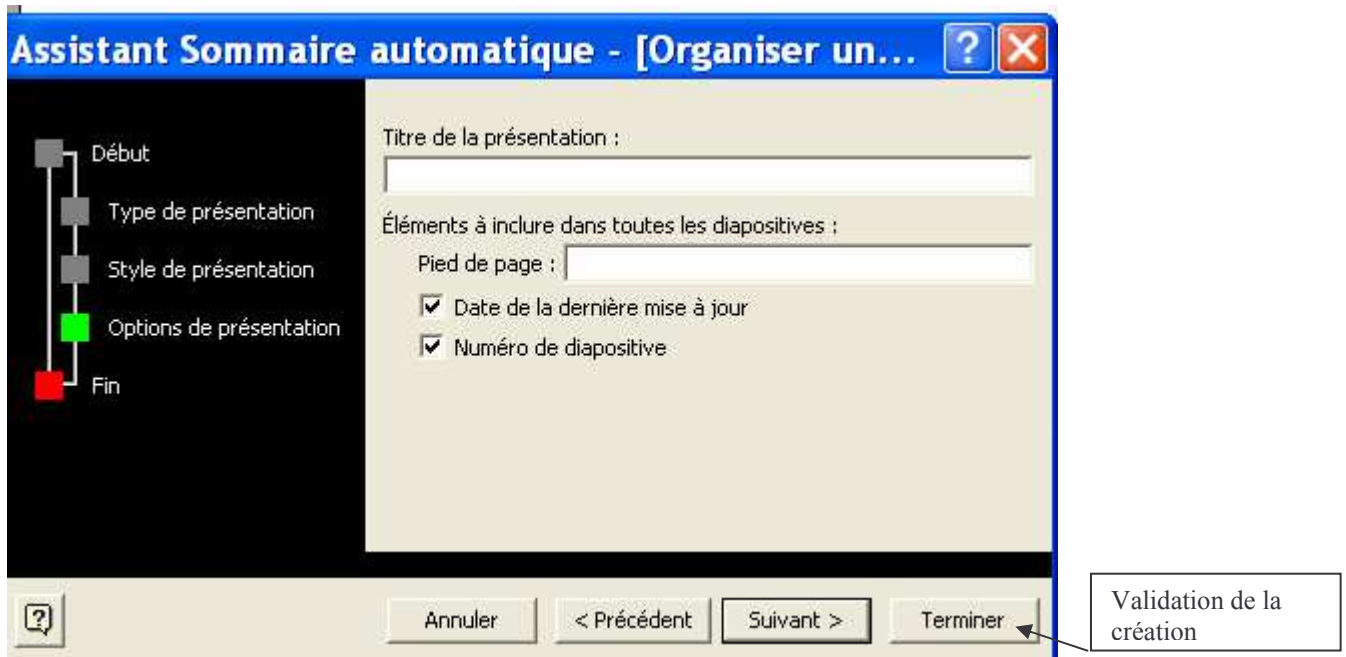 Assistant Sommaire automatique - [Organiser un...
Début
Type de présentation
Style de présentation
Options de présentation
Fin
Titre de la présentation :
Éléments à inclure dans toutes les diapositives :
Pied de page :
Date de la dernière mise à jour
Numéro de diapositive
Annuler
< Précédent
Suivant >
Terminer
Validation de la
création